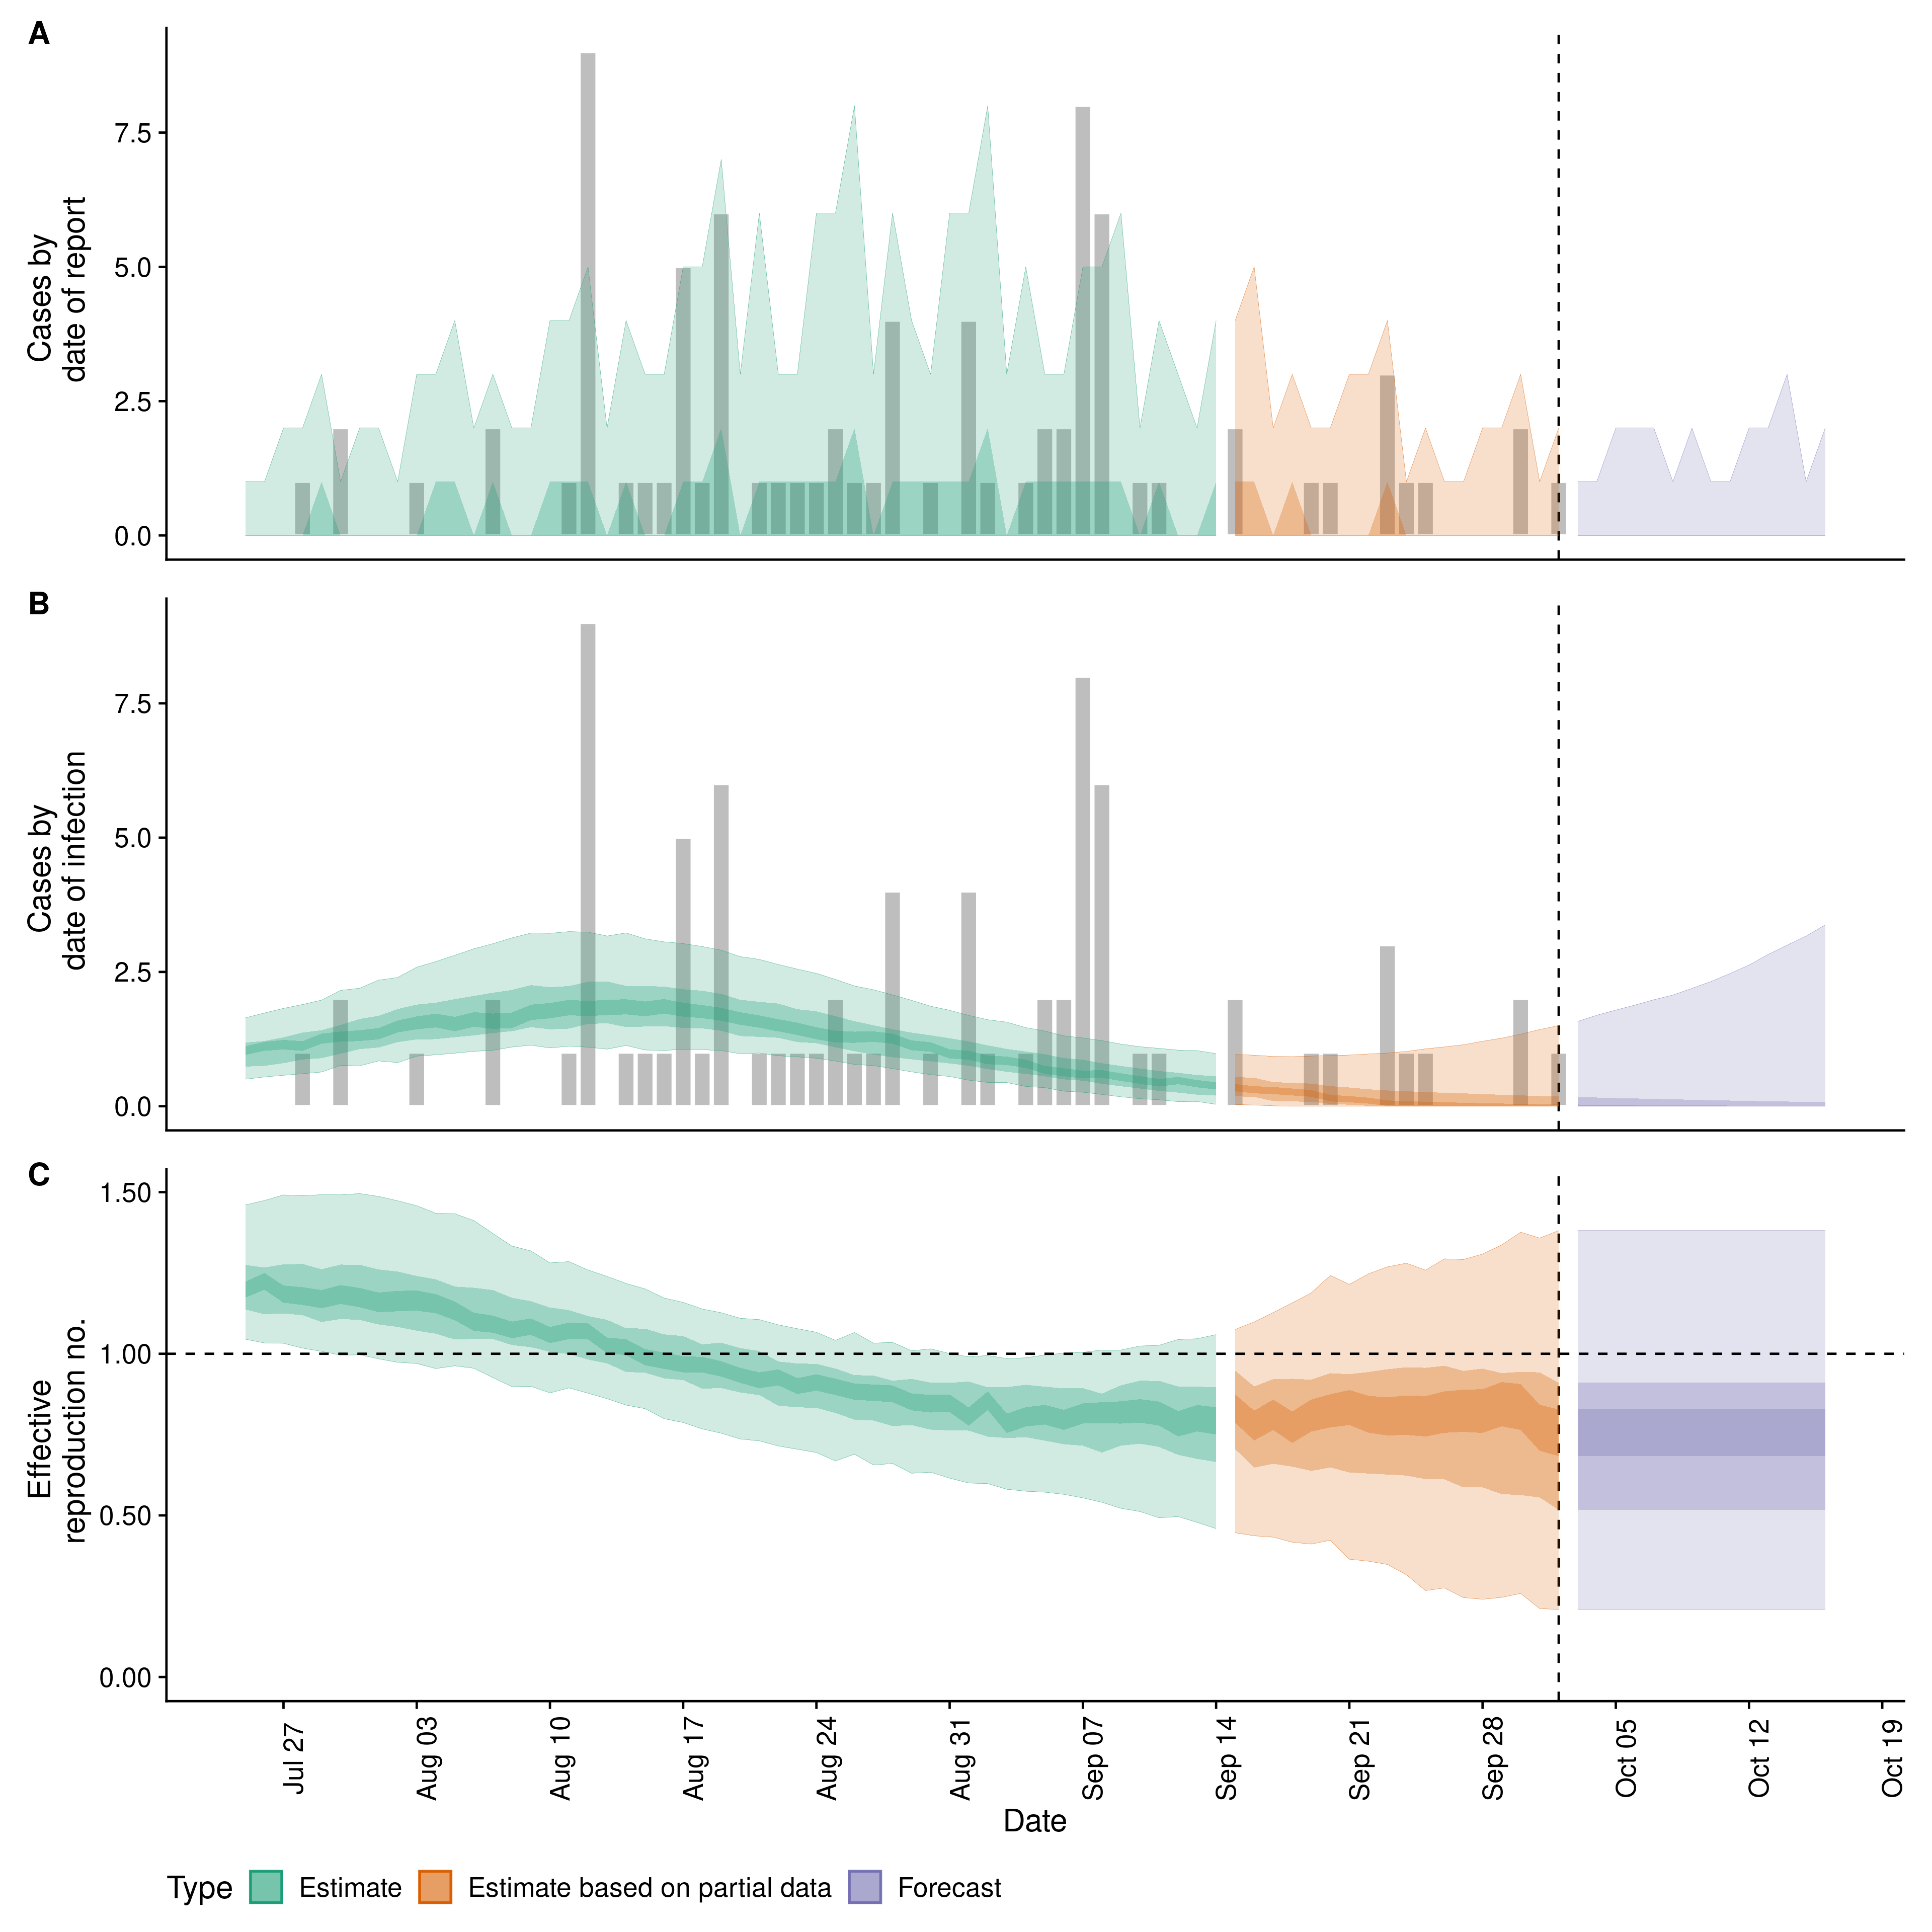 A
Cases by
date of report
7.5
5.0
2.5
0.0
B
Cases by
date of infection
7.5
5.0
2.5
0.0
C
Effective
reproduction no.
1.50
1.00
0.50
0.00
Jul 27
Aug 03
Aug 10
Aug 17
Aug 24
Aug 31
Sep 07
Sep 14
Sep 21
Sep 28
Oct 05
Oct 12
Oct 19
Date
Type Estimate Estimate based on partial data Forecast